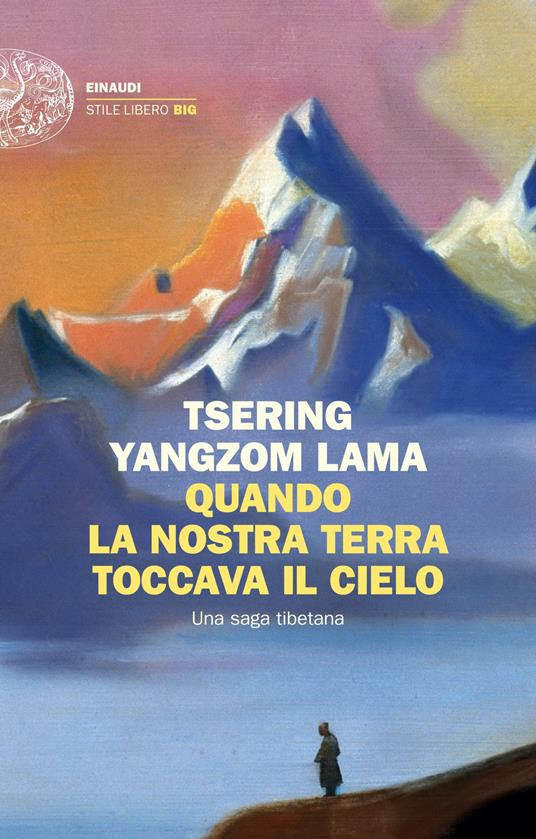 EINAUDI
STILE LIBERO BIG
TSERING
YANGZOM LAMA
QUANDO
LA NOSTRA TERRA
TOCCAVA IL CIELO
Una saga tibetana